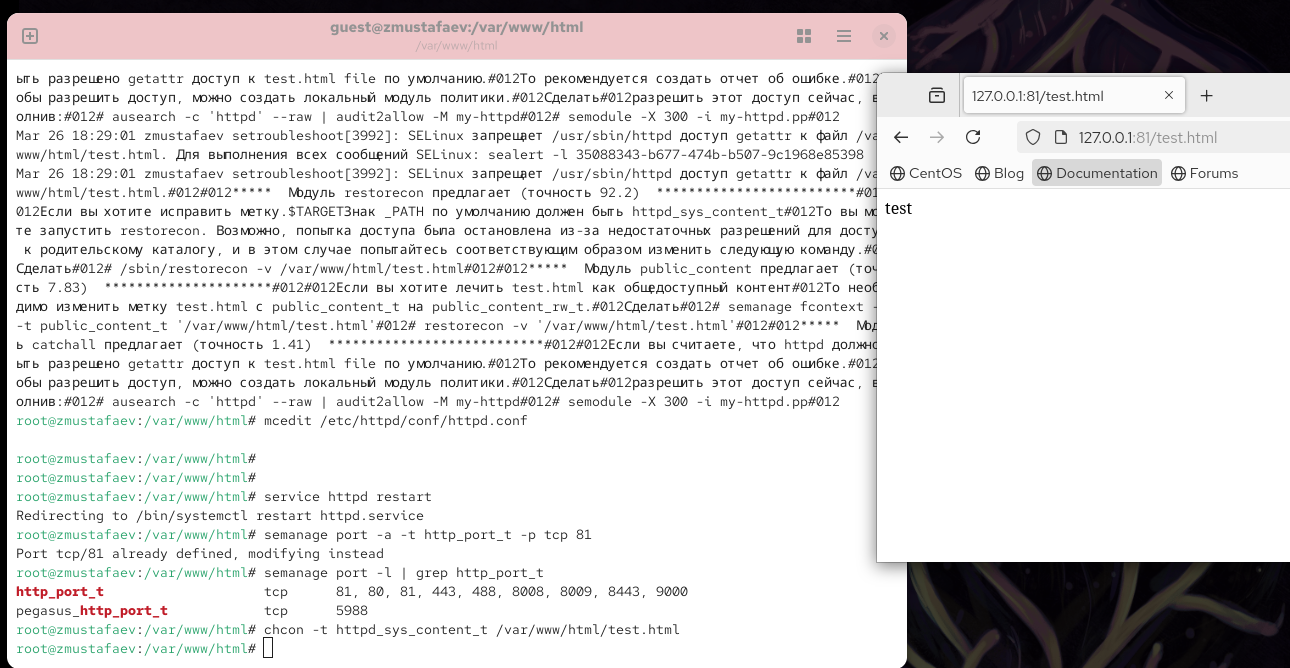 guest@zmustafaev:/var/www/html
/var/www/html
ыть разрешено getattr доступ к test.html file по умолчанию.#012То рекомендуется создать отчет об ошибке.#012
обы разрешить доступ, можно создать локальный модуль политики.#012Сделать#012разрешить этот доступ сейчас, в
олнив:#012# ausearch -c 'httpd' --raw | audit2allow -M my-httpd#012# semodule -X 300 -i my-httpd.pp#012
Mar 26 18:29:01 zmustafaev setroubleshoot[3992]: SELinux запрещает /usr/sbin/httpd доступ getattr к файл /va
www/html/test.html. Для выполнения всех сообщений SELinux: sealert -l 35088343-b677-474b-b507-9c1968e85398
Mar 26 18:29:01 zmustafaev setroubleshoot[3992]: SELinux запрещает /usr/sbin/httpd доступ getattr к файл /va
www/html/test.html.#012#012*****  Модуль restorecon предлагает (точность 92.2)  *************************#01
012Если вы хотите исправить метку.$TARGETЗнак _PATH по умолчанию должен быть httpd_sys_content_t#012То вы мо
те запустить restorecon. Возможно, попытка доступа была остановлена из-за недостаточных разрешений для досту
к родительскому каталогу, и в этом случае попытайтесь соответствующим образом изменить следующую команду.#0
Сделать#012# /sbin/restorecon -v /var/www/html/test.html#012#012*****  Модуль public_content предлагает (точ
сть 7.83)  *********************#012#012Если вы хотите лечить test.html как общедоступный контент#012То необ
димо изменить метку test.html с public_content_t на public_content_rw_t.#012Сделать#012# semanage fcontext -
-t public_content_t '/var/www/html/test.html'#012# restorecon -v '/var/www/html/test.html'#012#012*****  Мод
ь catchall предлагает (точность 1.41)  ***************************#012#012Если вы считаете, что httpd должно
ыть разрешено getattr доступ к test.html file по умолчанию.#012То рекомендуется создать отчет об ошибке.#012
обы разрешить доступ, можно создать локальный модуль политики.#012Сделать#012разрешить этот доступ сейчас, в
олнив:#012# ausearch -c 'httpd' --raw | audit2allow -M my-httpd#012# semodule -X 300 -i my-httpd.pp#012
root@zmustafaev:/var/www/html# mcedit /etc/httpd/conf/httpd.conf
root@zmustafaev:/var/www/html#
root@zmustafaev:/var/www/html#
root@zmustafaev:/var/www/html# service httpd restart
Redirecting to /bin/systemctl restart httpd.service
root@zmustafaev:/var/www/html# semanage port -a -t http_port_t -p tcp 81
Port tcp/81 already defined, modifying instead
root@zmustafaev:/var/www/html# semanage port -l | grep http_port_t
http_port_t                    tcp      81, 80, 81, 443, 488, 8008, 8009, 8443, 9000
pegasus_http_port_t            tcp      5988
root@zmustafaev:/var/www/html# chcon -t httpd_sys_content_t /var/www/html/test.html
root@zmustafaev:/var/www/html#
127.0.0.1:81/test.html
127.0.0.1:81/test.html
CentOS Blog Documentation Forums
test